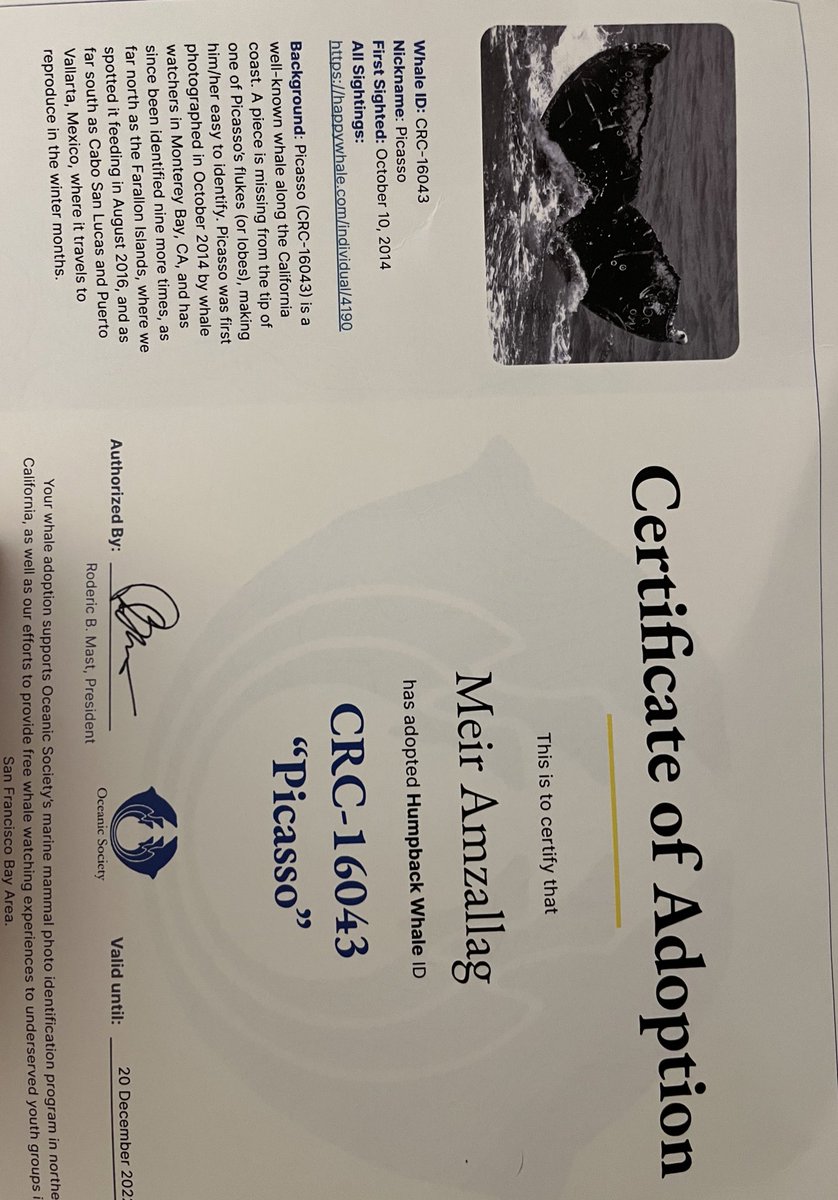 Whale ID: CRC-16043
Nickname: Picasso
First Sighted: October 10, 2014
All Sightings:
https://happywhale.com/individual/4190
Background: Picasso (CRC-16043) is a
well-known whale along the California
coast. A piece is missing from the tip of
one of Picasso's flukes (or lobes), making
him/her easy to identify. Picasso was first
photographed in October 2014 by whale
watchers in Monterey Bay, CA, and has
since been identified nine more times, as
far north as the Farallon Islands, where we
spotted it feeding in August 2016, and as
far south as Cabo San Lucas and Puerto
Vallarta, Mexico, where it travels to
reproduce in the winter months.
Certificate of Adoption
This is to certify that
Meir Amzallag
has adopted Humpback Whale ID
CRC-16043
“Picasso”
Authorized By:
Roderic B. Mast, President
Oceanic Society
Valid until:
20 December 202
Your whale adoption supports Oceanic Society's marine mammal photo identification program in northe
California, as well as our efforts to provide free whale watching experiences to underserved youth groups i
San Francisco Bay Area.